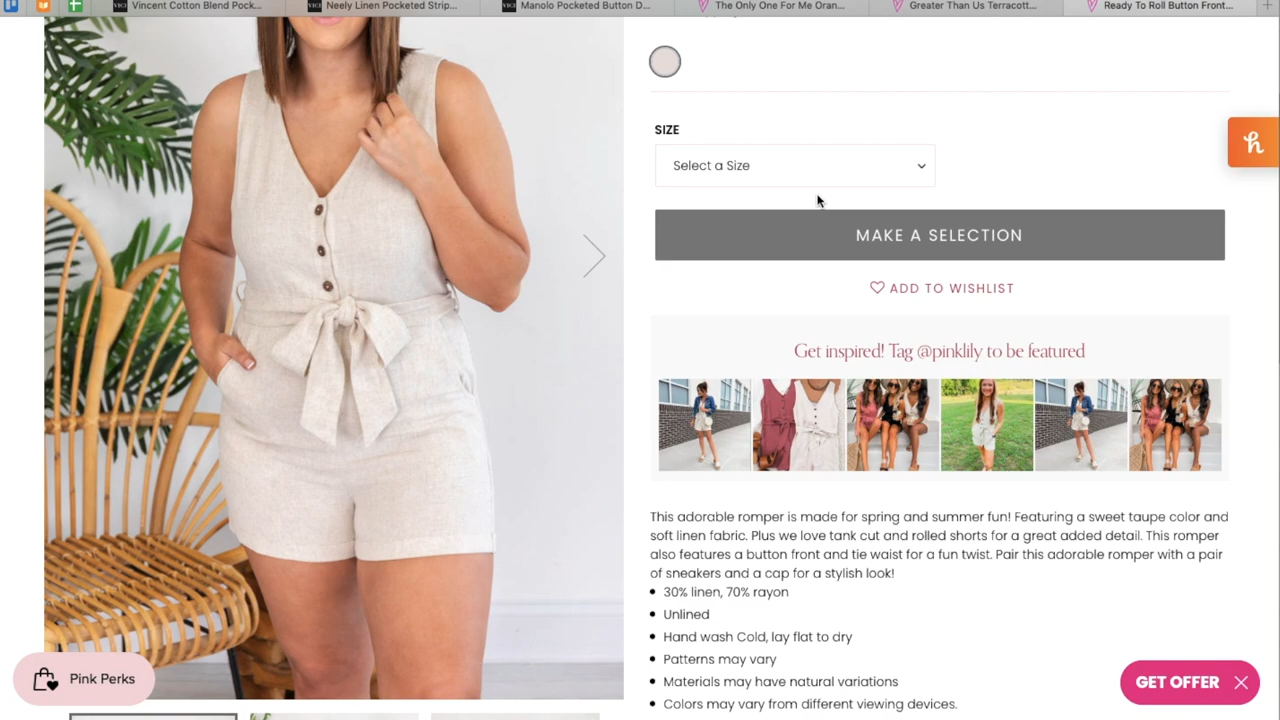 Vincent Cotton Blend Pock...
Neely Linen Pocketed Strip...
Manolo Pocketed Button D...
The Only One For Me Oran...
Greater Than Us Terracott...
Ready To Roll Button Front...
SIZE
Select a Size
MAKE A SELECTION
ADD TO WISHLIST
Get inspired! Tag @pinklily to be featured
This adorable romper is made for spring and summer fun! Featuring a sweet taupe color and
soft linen fabric. Plus we love tank cut and rolled shorts for a great added detail. This romper
also features a button front and tie waist for a fun twist. Pair this adorable romper with a pair
of sneakers and a cap for a stylish look!
30% linen, 70% rayon
Unlined
Hand wash Cold, lay flat to dry
Patterns may vary
Materials may have natural variations
Colors may vary from different viewing devices.
Pink Perks
GET OFFER